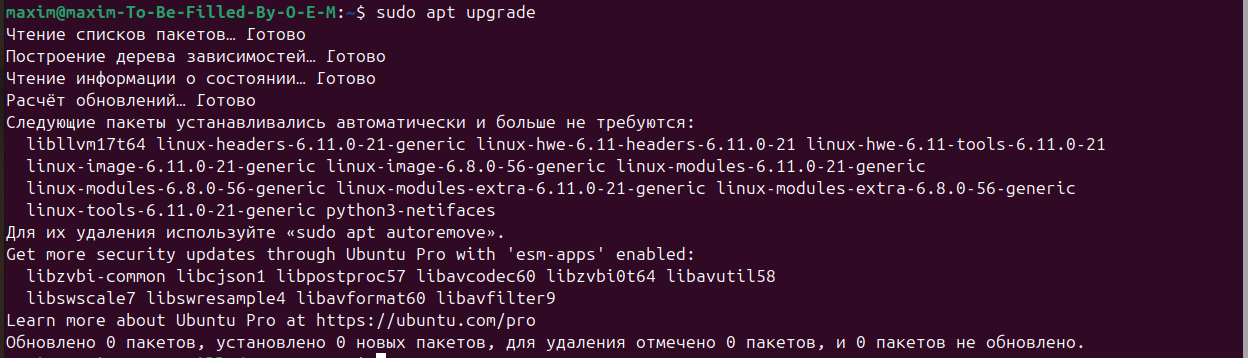 maxim@maxim-To-Be-Filled-By-O-E-M:~$ sudo apt upgrade
Чтение списков пакетов… Готово
Построение дерева зависимостей… Готово
Чтение информации о состоянии… Готово
Расчёт обновлений… Готово
Следующие пакеты устанавливались автоматически и больше не требуются:
libllvm17t64 linux-headers-6.11.0-21-generic linux-hwe-6.11-headers-6.11.0-21 linux-hwe-6.11-tools-6.11.0-21
linux-image-6.11.0-21-generic linux-image-6.8.0-56-generic linux-modules-6.11.0-21-generic
linux-modules-6.8.0-56-generic linux-modules-extra-6.11.0-21-generic linux-modules-extra-6.8.0-56-generic
linux-tools-6.11.0-21-generic python3-netifaces
Для их удаления используйте «sudo apt autoremove».
Get more security updates through Ubuntu Pro with 'esm-apps' enabled:
libzvbi-common libcjson1 libpostproc57 libavcodec60 libzvbi0t64 libavutil58
libswscale7 libswresample4 libavformat60 libavfilter9
Learn more about Ubuntu Pro at https://ubuntu.com/pro
Обновлено 0 пакетов, установлено 0 новых пакетов, для удаления отмечено 0 пакетов, и 0 пакетов не обновлено.